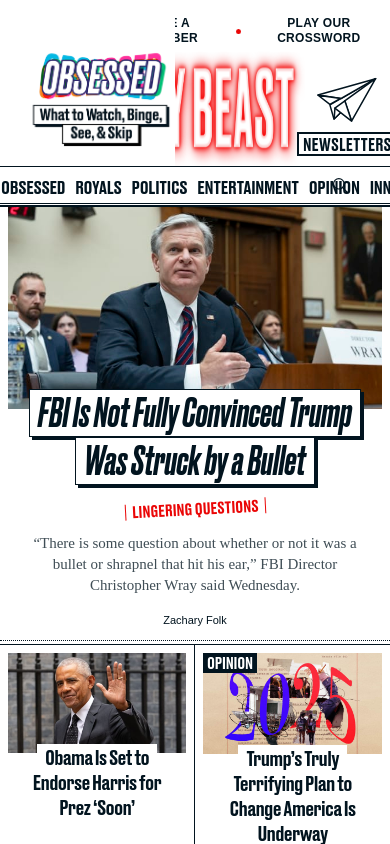 E A
BER
PLAY OUR
CROSSWORD
OBSESSED
What to Watch, Binge,
See, & Skip
Y BEAST
NEWSLETTERS
OBSESSED ROYALS POLITICS ENTERTAINMENT OPINION INN
DIRECTOR
WRAY
FBI Is Not Fully Convinced Trump
Was Struck by a Bullet
LINGERING QUESTIONS
“There is some question about whether or not it was a
bullet or shrapnel that hit his ear,” FBI Director
Christopher Wray said Wednesday.
Zachary Folk
Obama Is Set to
Endorse Harris for
Prez ‘Soon’
OPINION
2025
Trump’s Truly
Terrifying Plan to
Change America Is
Underway